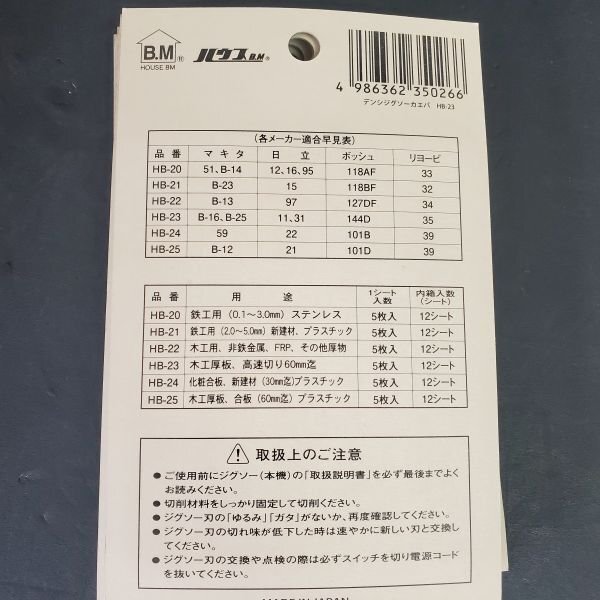 B.M®
HOUSE BM
ハウスB.M®
4 986362 350266
デンシジグソーカエバ HB-23
(各メーカー適合早見表)
品番 マキタ 日立 ボッシュ リヨービ
HB-20 51、B-14 12、16、95 118AF 33
HB-21 B-23 15 118BF 32
HB-22 B-13 97 127DF 34
HB-23 B-16、B-25 11、31 144D 35
HB-24 59 22 101B 39
HB-25 B-12 21 101D 39
品番 用途 1シート入数 内箱入数(シート)
HB-20 鉄工用(0.1〜3.0mm)ステンレス 5枚入 12シート
HB-21 鉄工用(2.0〜5.0mm)新建材、プラスチック 5枚入 12シート
HB-22 木工用、非鉄金属、FRP、その他厚物 5枚入 12シート
HB-23 木工厚板、高速切り60mm迄 5枚入 12シート
HB-24 化粧合板、新建材(30mm迄)プラスチック 5枚入 12シート
HB-25 木工厚板、合板(60mm迄)プラスチック 5枚入 12シート
取扱上のご注意
●ご使用前にジグソー(本機)の「取扱説明書」を必ず最後までよく
お読みください。
●切削材料をしっかり固定して切削ください。
●ジグソー刃の「ゆるみ」「ガタ」がないか、再度確認してください。
●ジグソー刃の切れ味が低下した時は速やかに新しい刃と交換し
てください。
●ジグソー刃の交換や点検の際は必ずスイッチを切り電源コード
を抜いてください。
MADE IN JAPAN